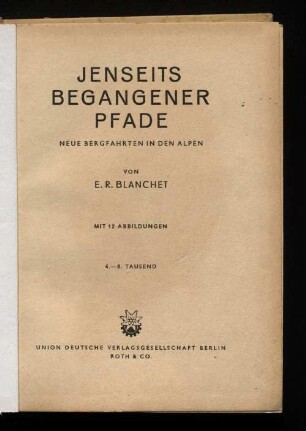 JENSEITS
BEGANGENER
PFADE
NEUE BERGFAHRTEN IN DEN ALPEN
VON
E. R. BLANCHET
MIT 12 ABBILDUNGEN
4.—8. TAUSEND
UNION DEUTSCHE VERLAGSGESELLSCHAFT BERLIN
ROTH & CO.